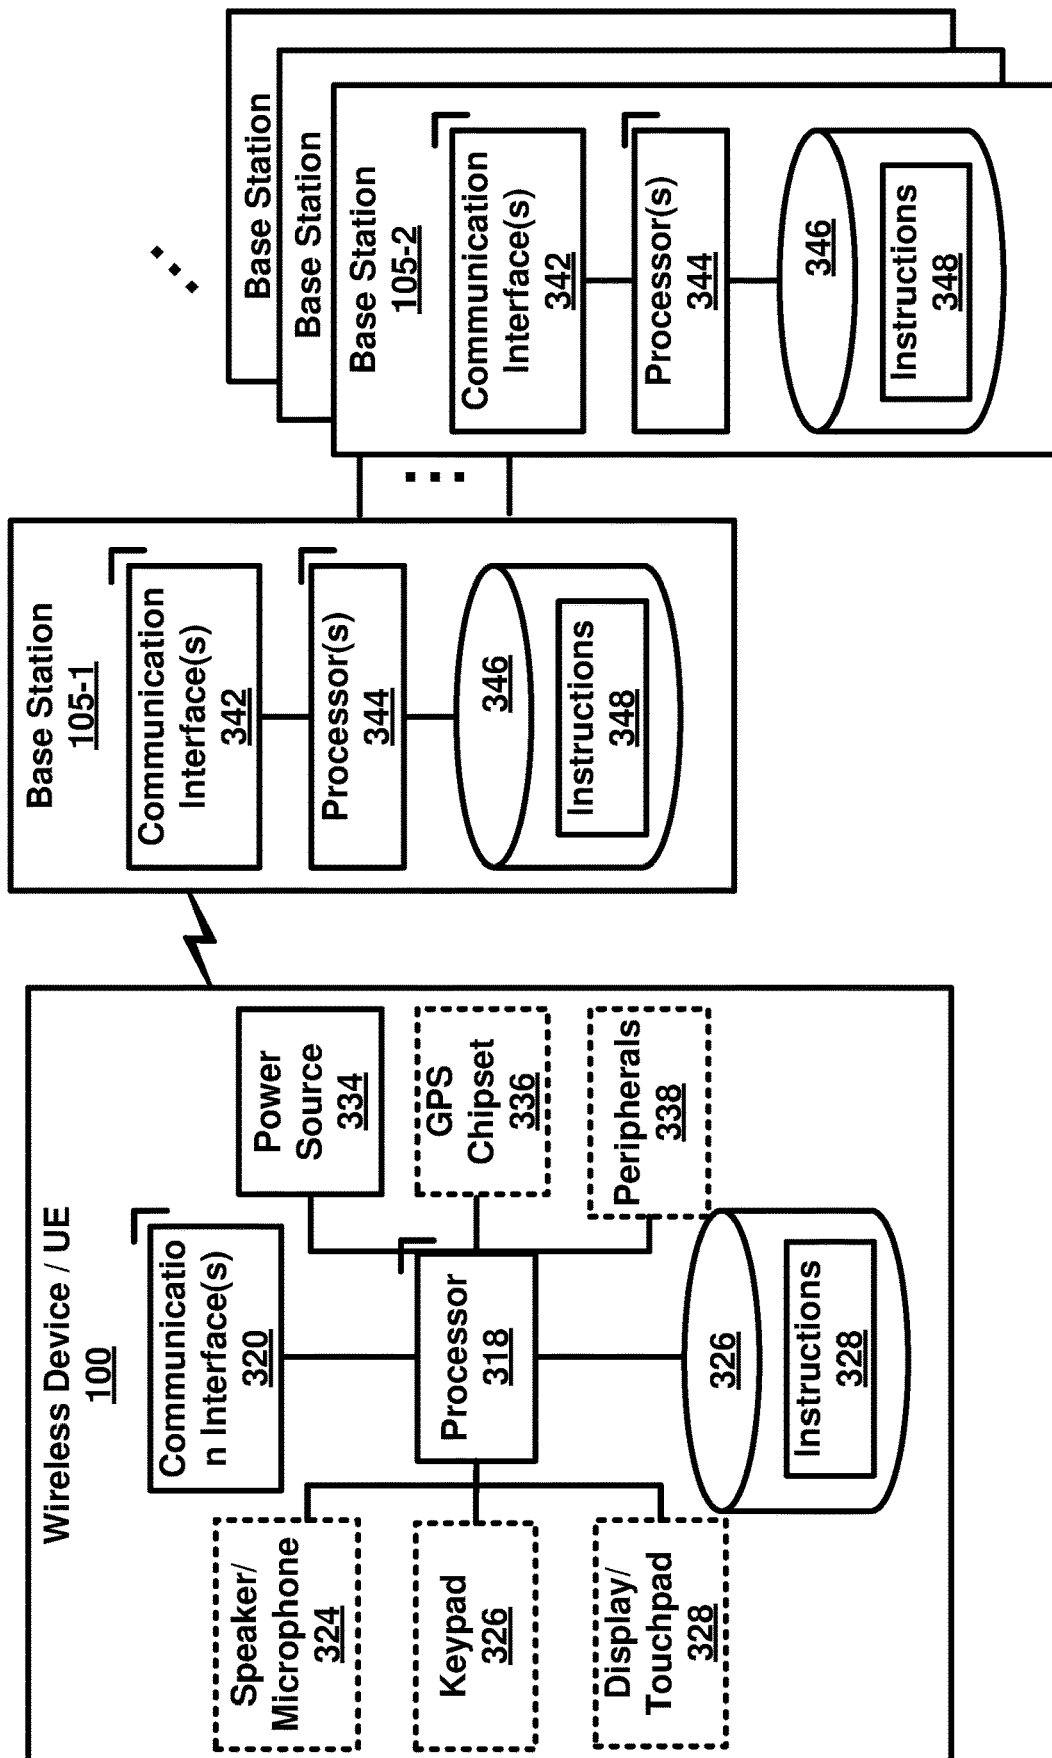 Wireless Device / UE
100
Communicatio
n Interface(s)
320
Speaker/
Microphone
324
Keypad
326
Display/
Touchpad
328
Processor
318
Power
Source
334
GPS
Chipset
336
Peripherals
338
326
Instructions
328
Base Station
105-1
Communication
Interface(s)
342
Processor(s)
344
346
Instructions
348
Base Station
Base Station
Base Station
105-2
Communication
Interface(s)
342
Processor(s)
344
346
Instructions
348